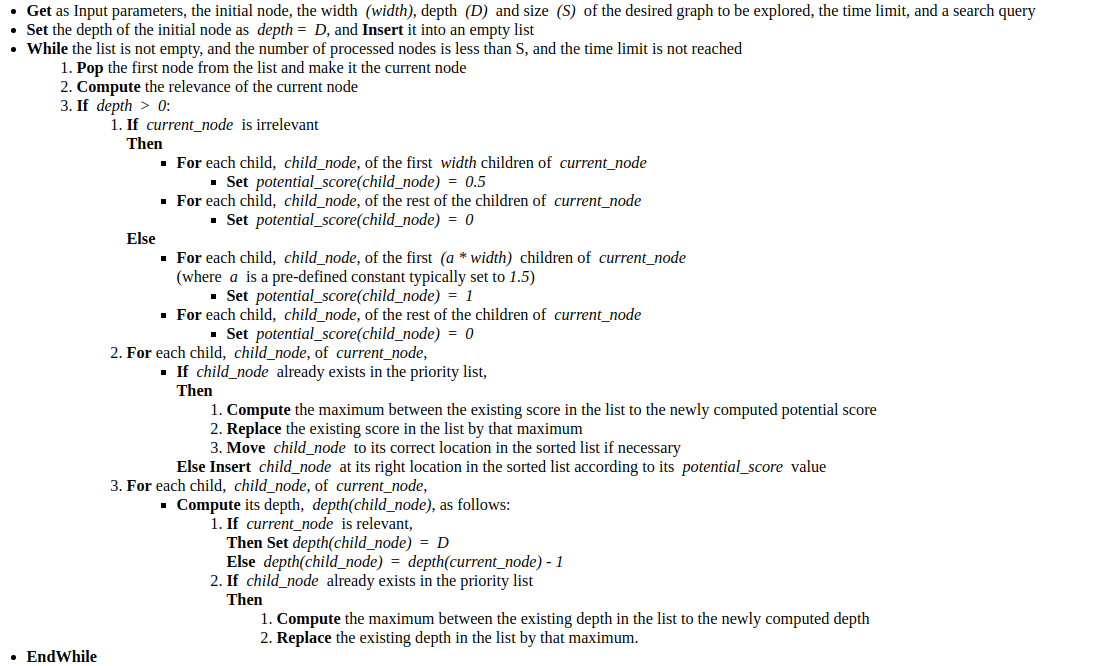 • Get as Input parameters, the initial node, the width (width), depth (D) and size (S) of the desired graph to be explored, the time limit, and a search query
• Set the depth of the initial node as depth = D, and Insert it into an empty list
• While the list is not empty, and the number of processed nodes is less than S, and the time limit is not reached
1. Pop the first node from the list and make it the current node
2. Compute the relevance of the current node
3. If depth > 0:
1. If current_node is irrelevant
Then
▪ For each child, child_node, of the first width children of current_node
▪ Set potential_score(child_node) = 0.5
▪ For each child, child_node, of the rest of the children of current_node
▪ Set potential_score(child_node) = 0
Else
▪ For each child, child_node, of the first (a * width) children of current_node
(where a is a pre-defined constant typically set to 1.5)
▪ Set potential_score(child_node) = 1
▪ For each child, child_node, of the rest of the children of current_node
▪ Set potential_score(child_node) = 0
2. For each child, child_node, of current_node,
▪ If child_node already exists in the priority list,
Then
1. Compute the maximum between the existing score in the list to the newly computed potential score
2. Replace the existing score in the list by that maximum
3. Move child_node to its correct location in the sorted list if necessary
Else Insert child_node at its right location in the sorted list according to its potential_score value
3. For each child, child_node, of current_node,
▪ Compute its depth, depth(child_node), as follows:
1. If current_node is relevant,
Then Set depth(child_node) = D
Else depth(child_node) = depth(current_node) - 1
2. If child_node already exists in the priority list
Then
1. Compute the maximum between the existing depth in the list to the newly computed depth
2. Replace the existing depth in the list by that maximum.
• EndWhile